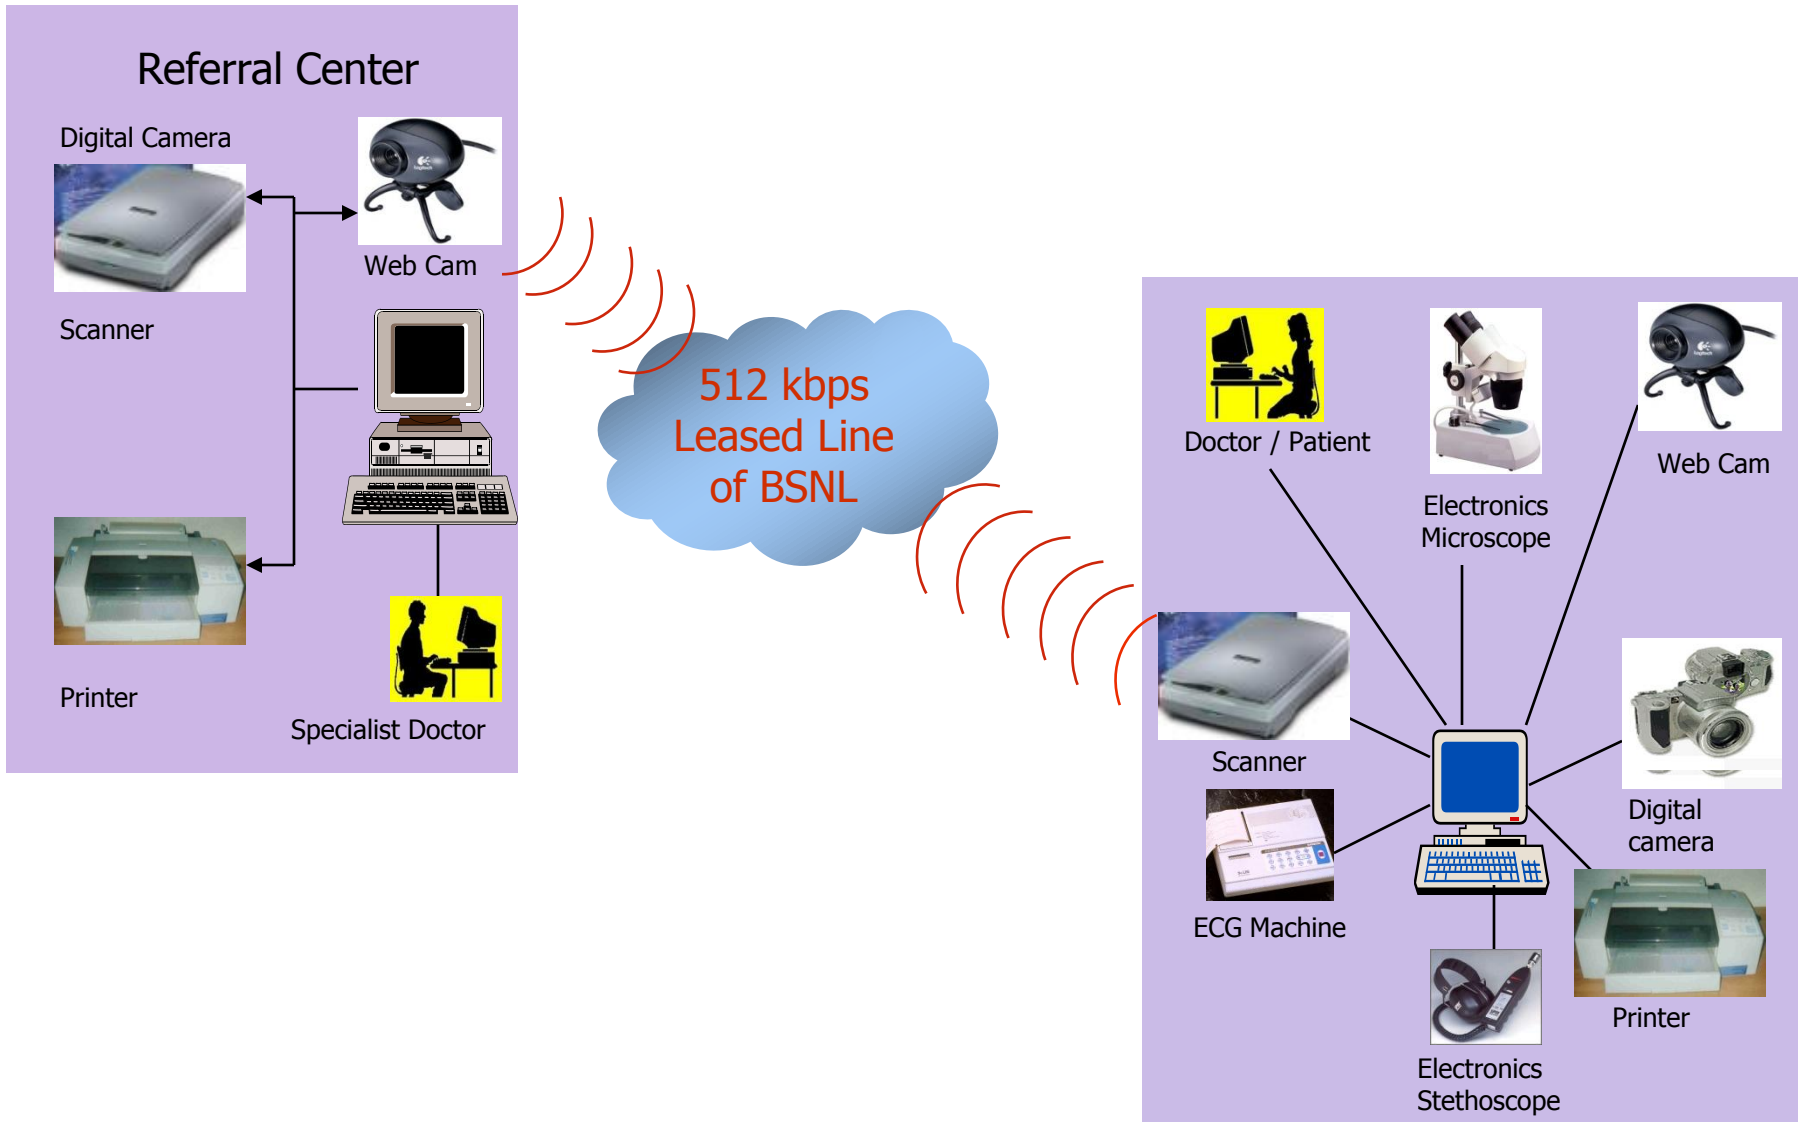 Referral Center
Digital Camera
Web Cam
Scanner
Printer
Specialist Doctor
512 kbps
Leased Line
of BSNL
Doctor / Patient
Electronics
Microscope
Web Cam
Scanner
Digital
camera
ECG Machine
Printer
Electronics
Stethoscope